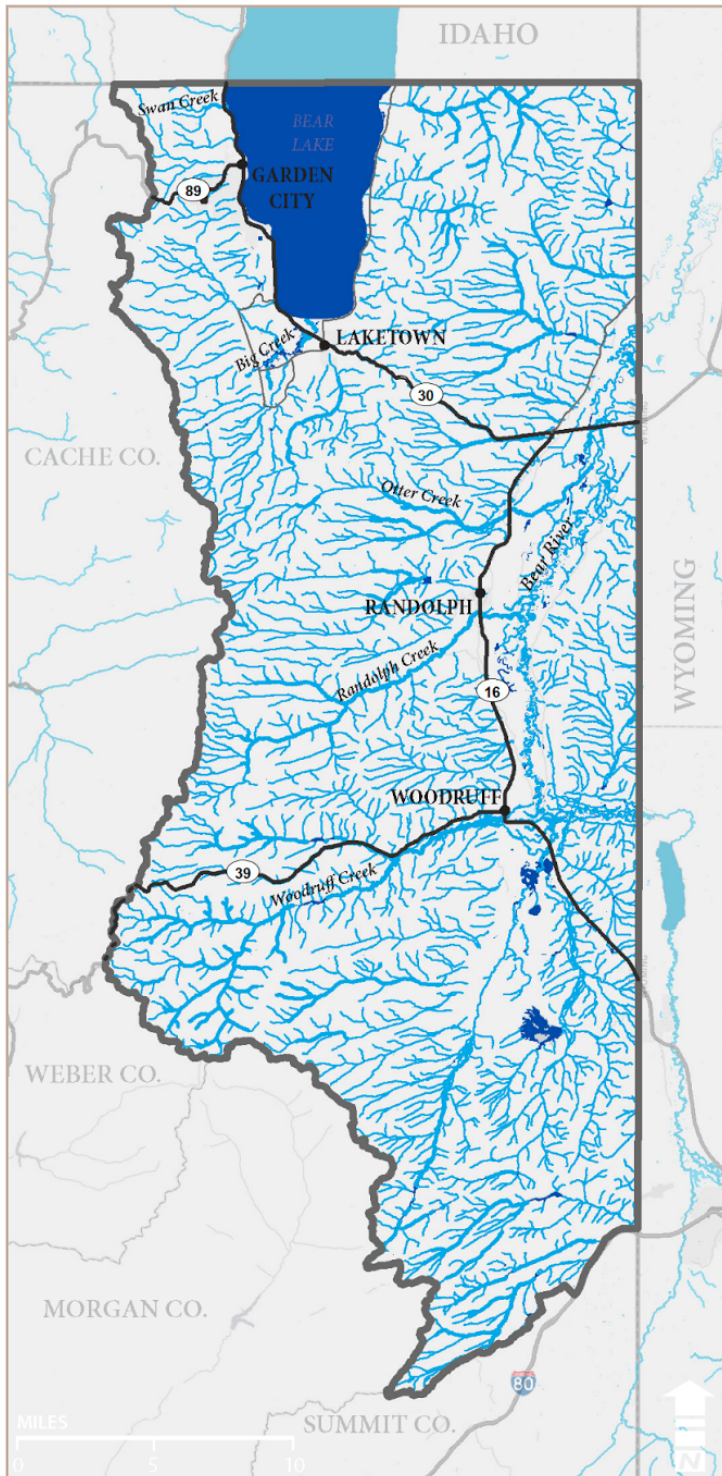 IDAHO
Swan Creek
BEAR
LAKE
89
GARDEN
CITY
Big Creek
LAKETOWN
30
WYOMING
CACHE CO.
Otter Creek
Bear River
RANDOLPH
WYOMING
Randolph Creek
16
WOODRUFF
39
Woodruff Creek
WYOMING
WEBER CO.
MORGAN CO.
80
SUMMIT CO.
MILES
0
5
10
N